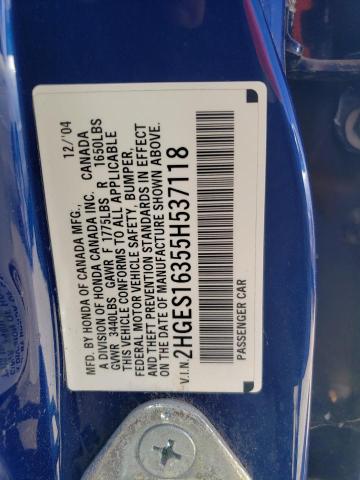 MFD. BY HONDA OF CANADA MFG., 12/'04
A DIVISION OF HONDA CANADA INC. CANADA
GVWR 3440LBS GAWR F 1775LBS R 1650LBS
THIS VEHICLE CONFORMS TO ALL APPLICABLE
FEDERAL MOTOR VEHICLE SAFETY, BUMPER,
AND THEFT PREVENTION STANDARDS IN EFFECT
ON THE DATE OF MANUFACTURE SHOWN ABOVE.
V.I.N. 2HGES16355H537118
PASSENGER CAR